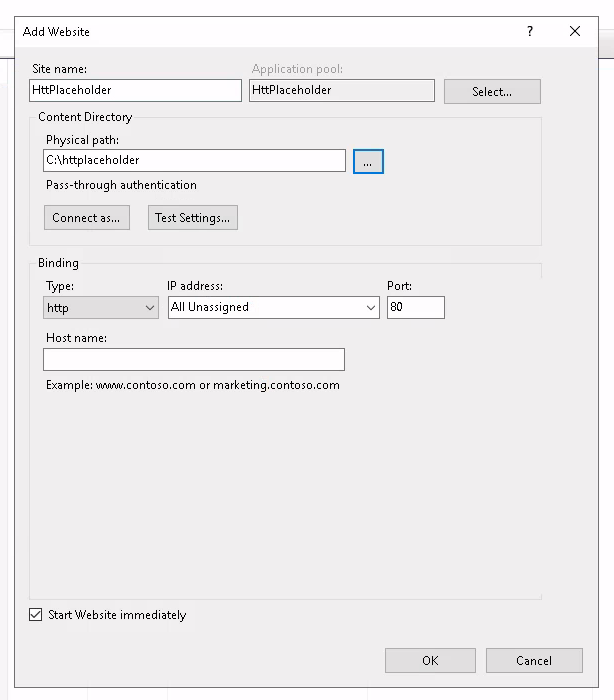 Add Website
?
Site name:
Application pool:
HttPlaceholder
HttPlaceholder
Select...
Content Directory
Physical path:
C:\httplaceholder
...
Pass-through authentication
Connect as...
Test Settings...
Binding
Type:
IP address:
Port:
http
All Unassigned
80
Host name:
Example: www.contoso.com or marketing.contoso.com
Start Website immediately
OK
Cancel